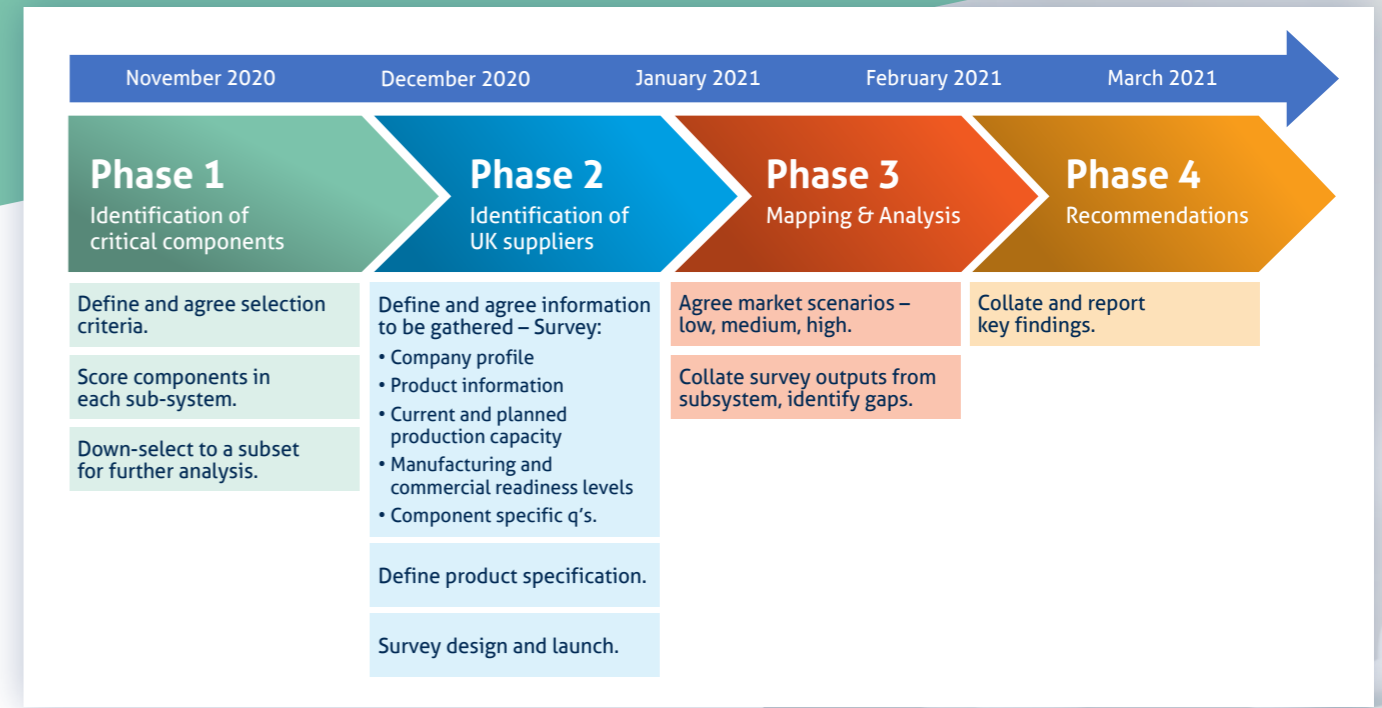 November 2020
December 2020
January 2021
February 2021
March 2021
Phase 1
Identification of
critical components
Phase 2
Identification of
UK suppliers
Phase 3
Mapping & Analysis
Phase 4
Recommendations
Define and agree selection
criteria.
Score components in
each sub-system.
Down-select to a subset
for further analysis.
Define and agree information
to be gathered – Survey:
• Company profile
• Product information
• Current and planned
production capacity
• Manufacturing and
commercial readiness levels
• Component specific q's.
Define product specification.
Survey design and launch.
Agree market scenarios –
low, medium, high.
Collate survey outputs from
subsystem, identify gaps.
Collate and report
key findings.